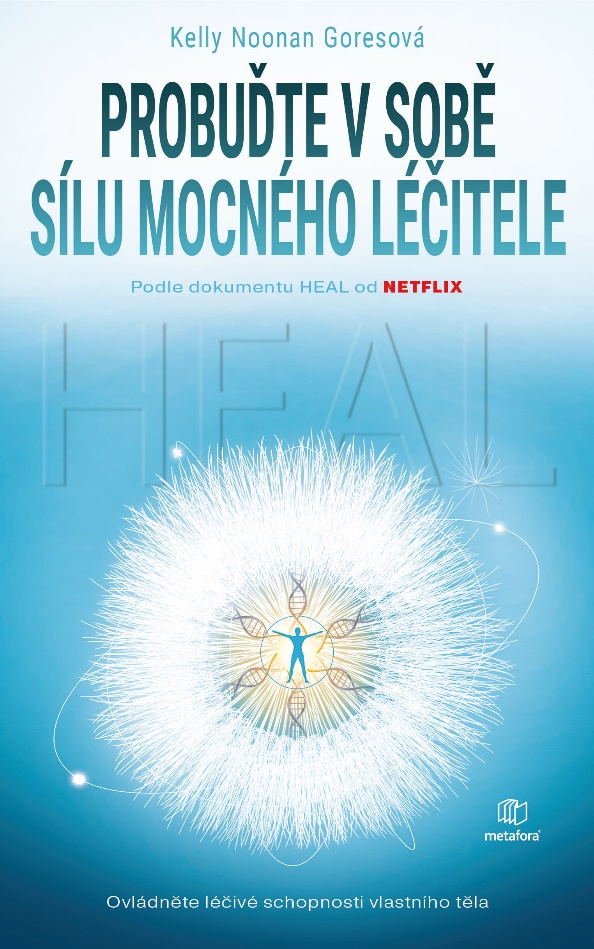 Kelly Noonan Goresová
PROBUĎTE V SOBĚ
SÍLU MOCNÉHO LÉČITELE
Podle dokumentu HEAL od NETFLIX
HEAL
metafora®
Ovládněte léčivé schopnosti vlastního těla